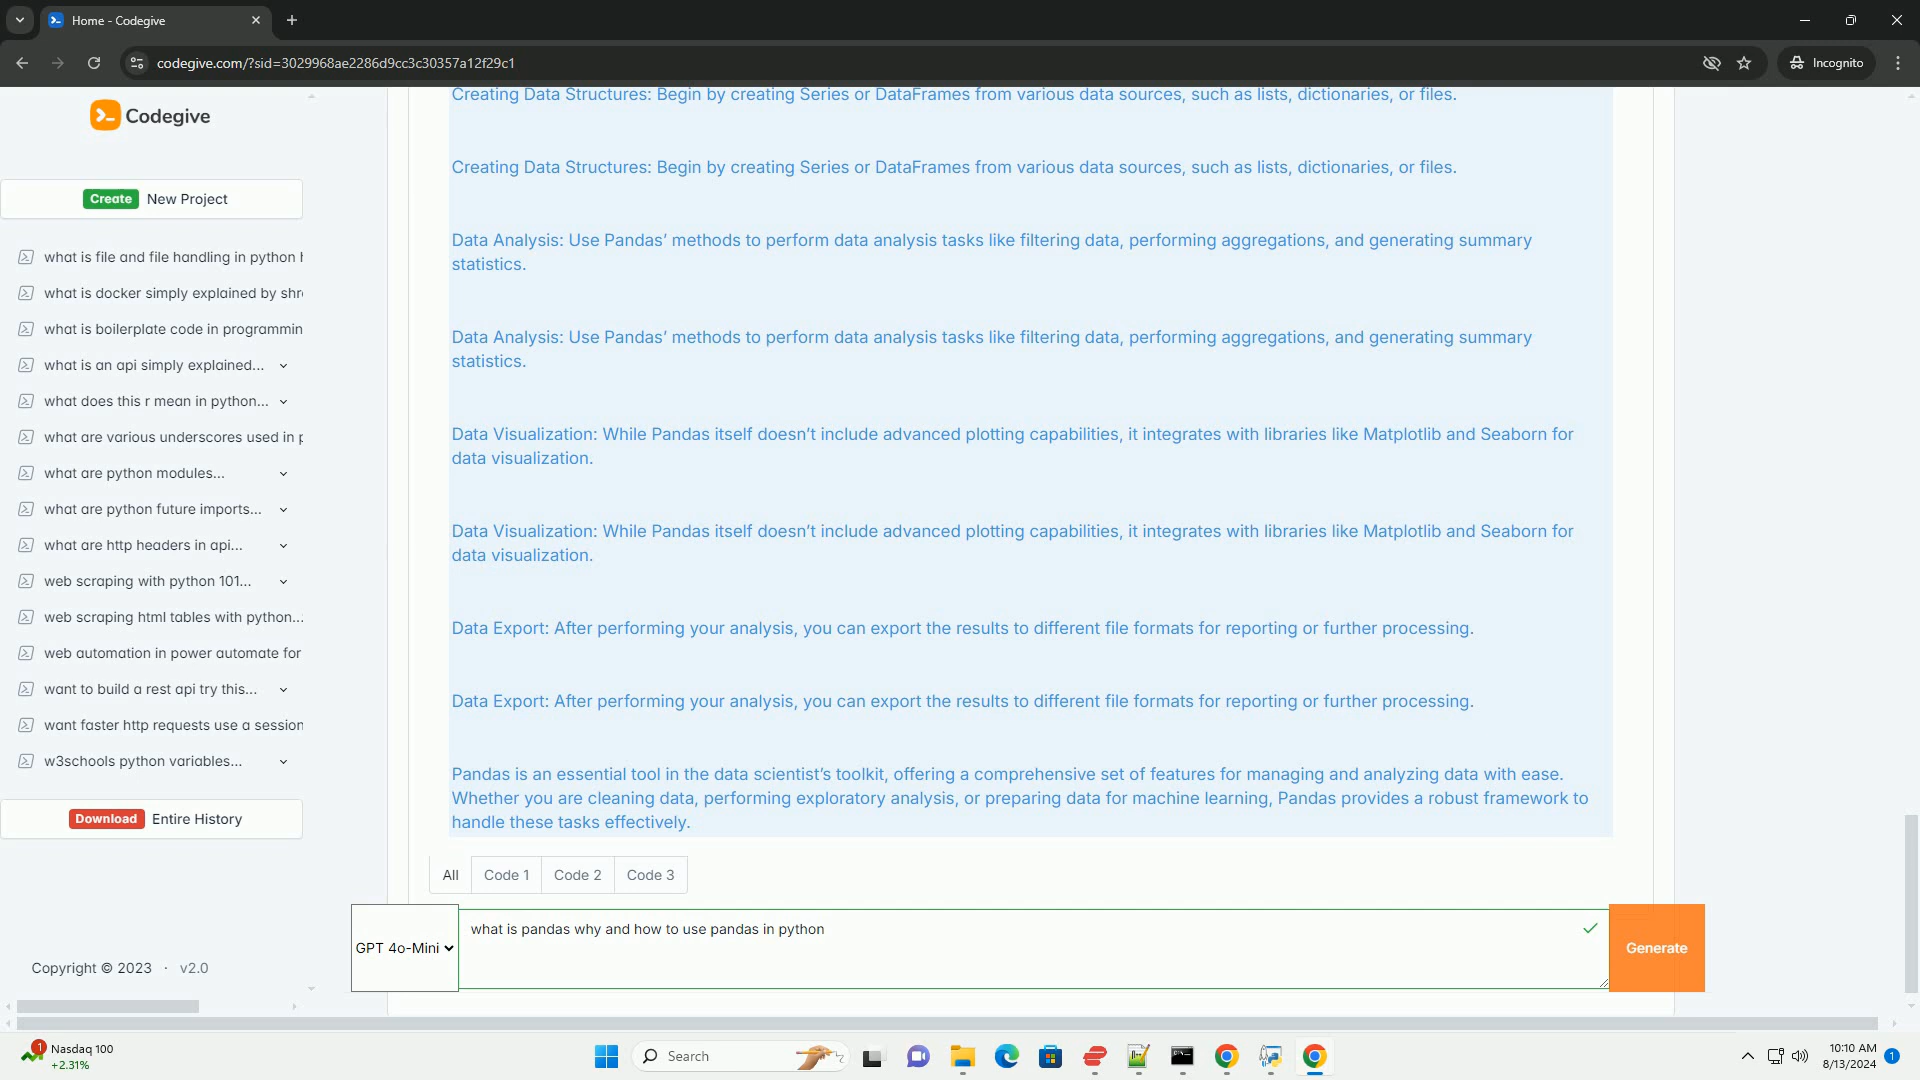 Home - Codegive
codegive.com/?sid=3029968ae2286d9cc3c30357a12f29c1
Incognito
Codegive
Create New Project
what is file and file handling in python
what is docker simply explained by shr
what is boilerplate code in programmin
what is an api simply explained...
what does this r mean in python...
what are various underscores used in p
what are python modules...
what are python future imports...
what are http headers in api...
web scraping with python 101...
web scraping html tables with python...
web automation in power automate for
want to build a rest api try this...
want faster http requests use a session
w3schools python variables...
Download Entire History
Copyright © 2023 · v2.0
Creating Data Structures: Begin by creating Series or DataFrames from various data sources, such as lists, dictionaries, or files.
Creating Data Structures: Begin by creating Series or DataFrames from various data sources, such as lists, dictionaries, or files.
Data Analysis: Use Pandas’ methods to perform data analysis tasks like filtering data, performing aggregations, and generating summary
statistics.
Data Analysis: Use Pandas’ methods to perform data analysis tasks like filtering data, performing aggregations, and generating summary
statistics.
Data Visualization: While Pandas itself doesn’t include advanced plotting capabilities, it integrates with libraries like Matplotlib and Seaborn for
data visualization.
Data Visualization: While Pandas itself doesn’t include advanced plotting capabilities, it integrates with libraries like Matplotlib and Seaborn for
data visualization.
Data Export: After performing your analysis, you can export the results to different file formats for reporting or further processing.
Data Export: After performing your analysis, you can export the results to different file formats for reporting or further processing.
Pandas is an essential tool in the data scientist’s toolkit, offering a comprehensive set of features for managing and analyzing data with ease.
Whether you are cleaning data, performing exploratory analysis, or preparing data for machine learning, Pandas provides a robust framework to
handle these tasks effectively.
All Code 1 Code 2 Code 3
GPT 4o-Mini
what is pandas why and how to use pandas in python
Generate
1
Nasdaq 100
+2.31%
Search
10:10 AM
8/13/2024
1